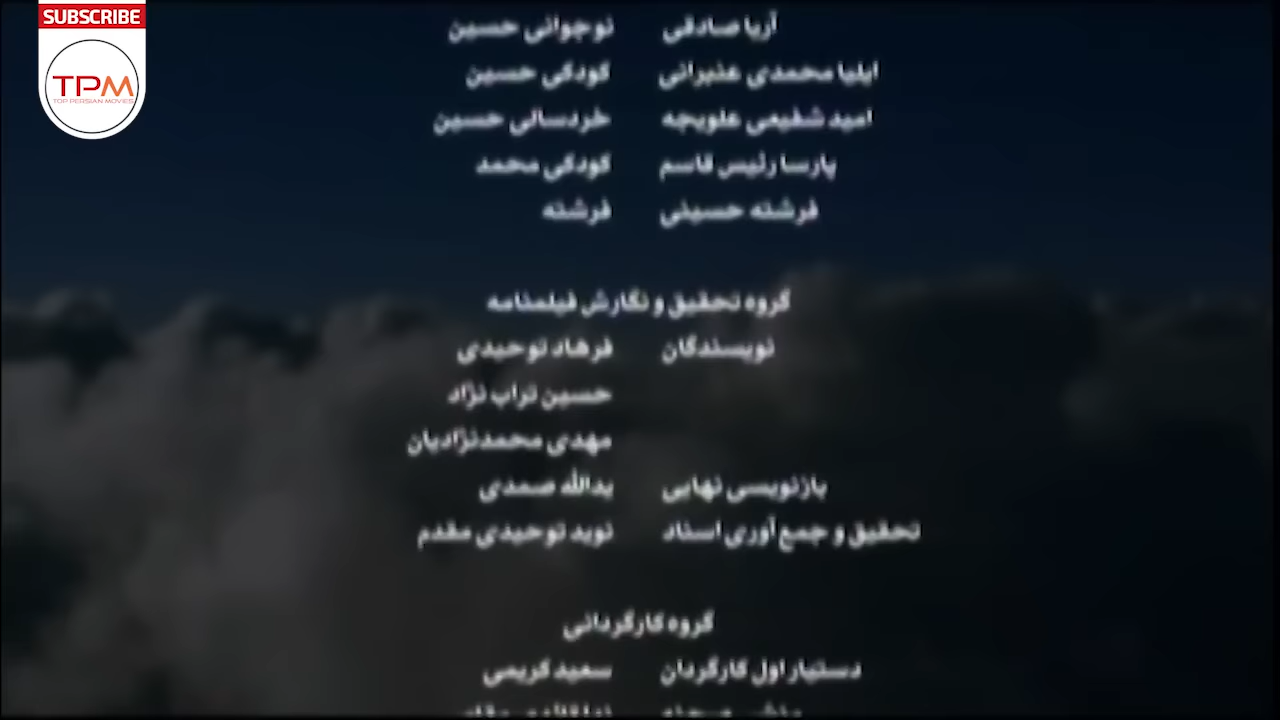 SUBSCRIBE
TPM
TOP PERSIAN MOVIES
آریا صادقی نوجوانی حسین
ایلیا محمدی عنبرانی کودکی حسین
امید شفیعی علویجه خردسالی حسین
پارسا رئیس قاسم کودکی محمد
فرشته حسینی فرشته
گروه تحقیق و نگارش فیلمنامه
نویسندگان فرهاد توحیدی
حسین تراب نژاد
مهدی محمدنژادیان
بازنویسی نهایی یدالله صمدی
تحقیق و جمع آوری اسناد نوید توحیدی مقدم
گروه کارگردانی
دستیار اول کارگردان سعید کریمی